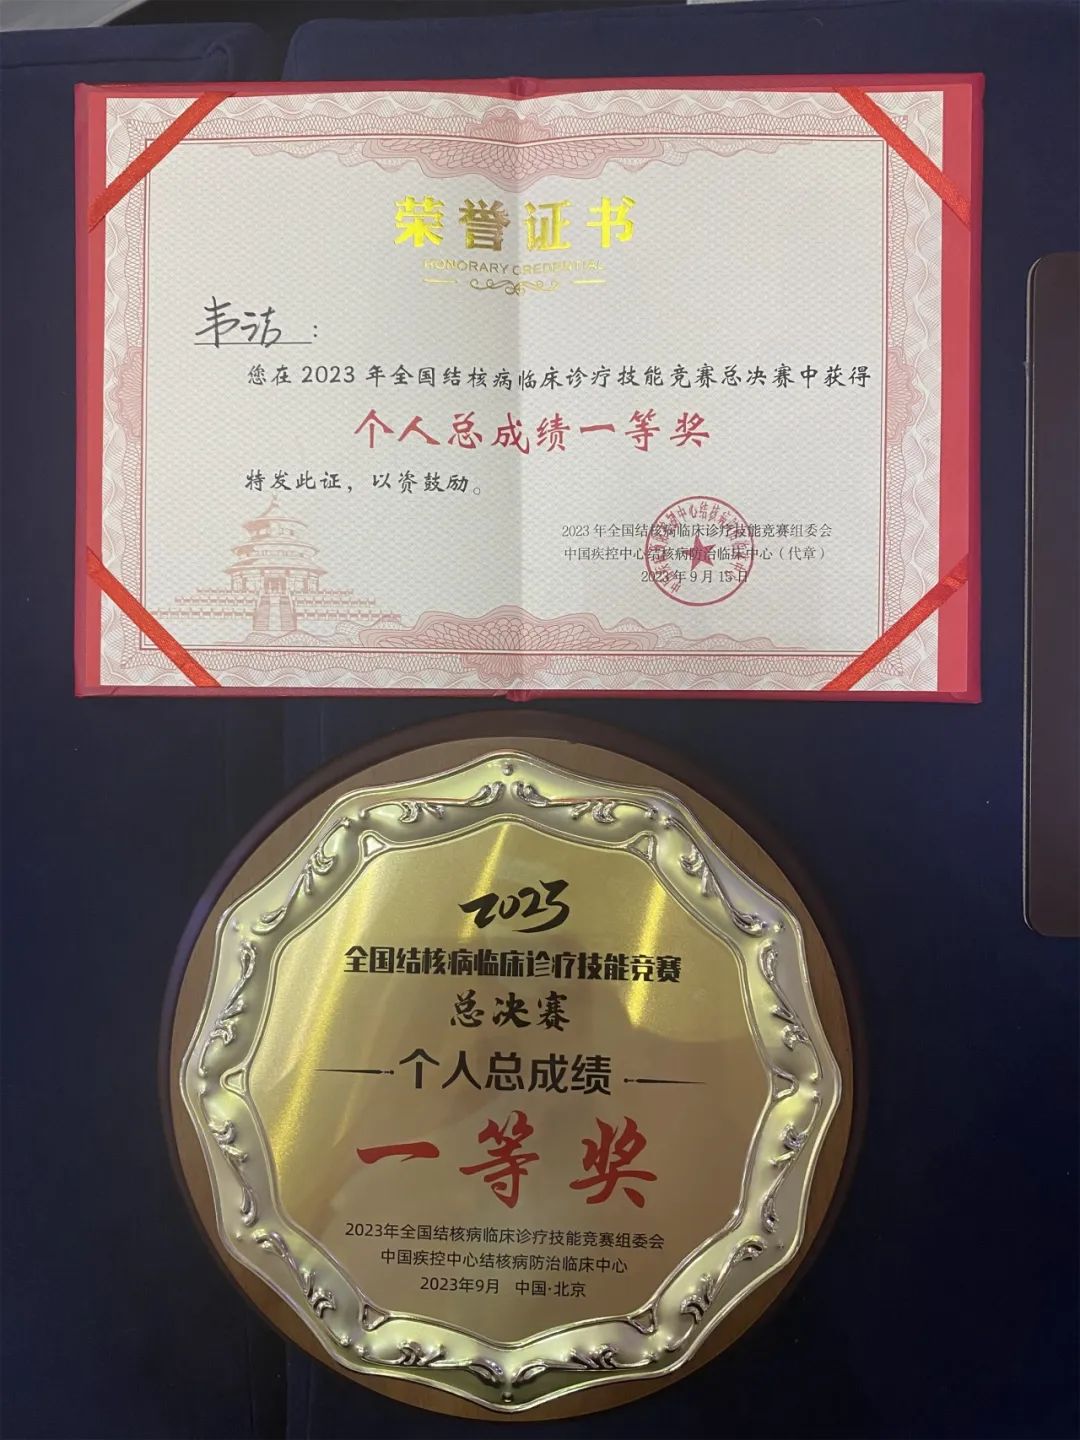 荣誉证书
HONORARY CREDENTIAL
韦洁：
您在2023年全国结核病临床诊疗技能竞赛总决赛中获得
个人总成绩一等奖
特发此证，以资鼓励。
2023年全国结核病临床诊疗技能竞赛组委会
中国疾控中心结核病防治临床中心（代章）
2023年9月15日
2023
全国结核病临床诊疗技能竞赛
总决赛
个人总成绩
一等奖
2023年全国结核病临床诊疗技能竞赛组委会
中国疾控中心结核病防治临床中心
2023年9月 中国·北京